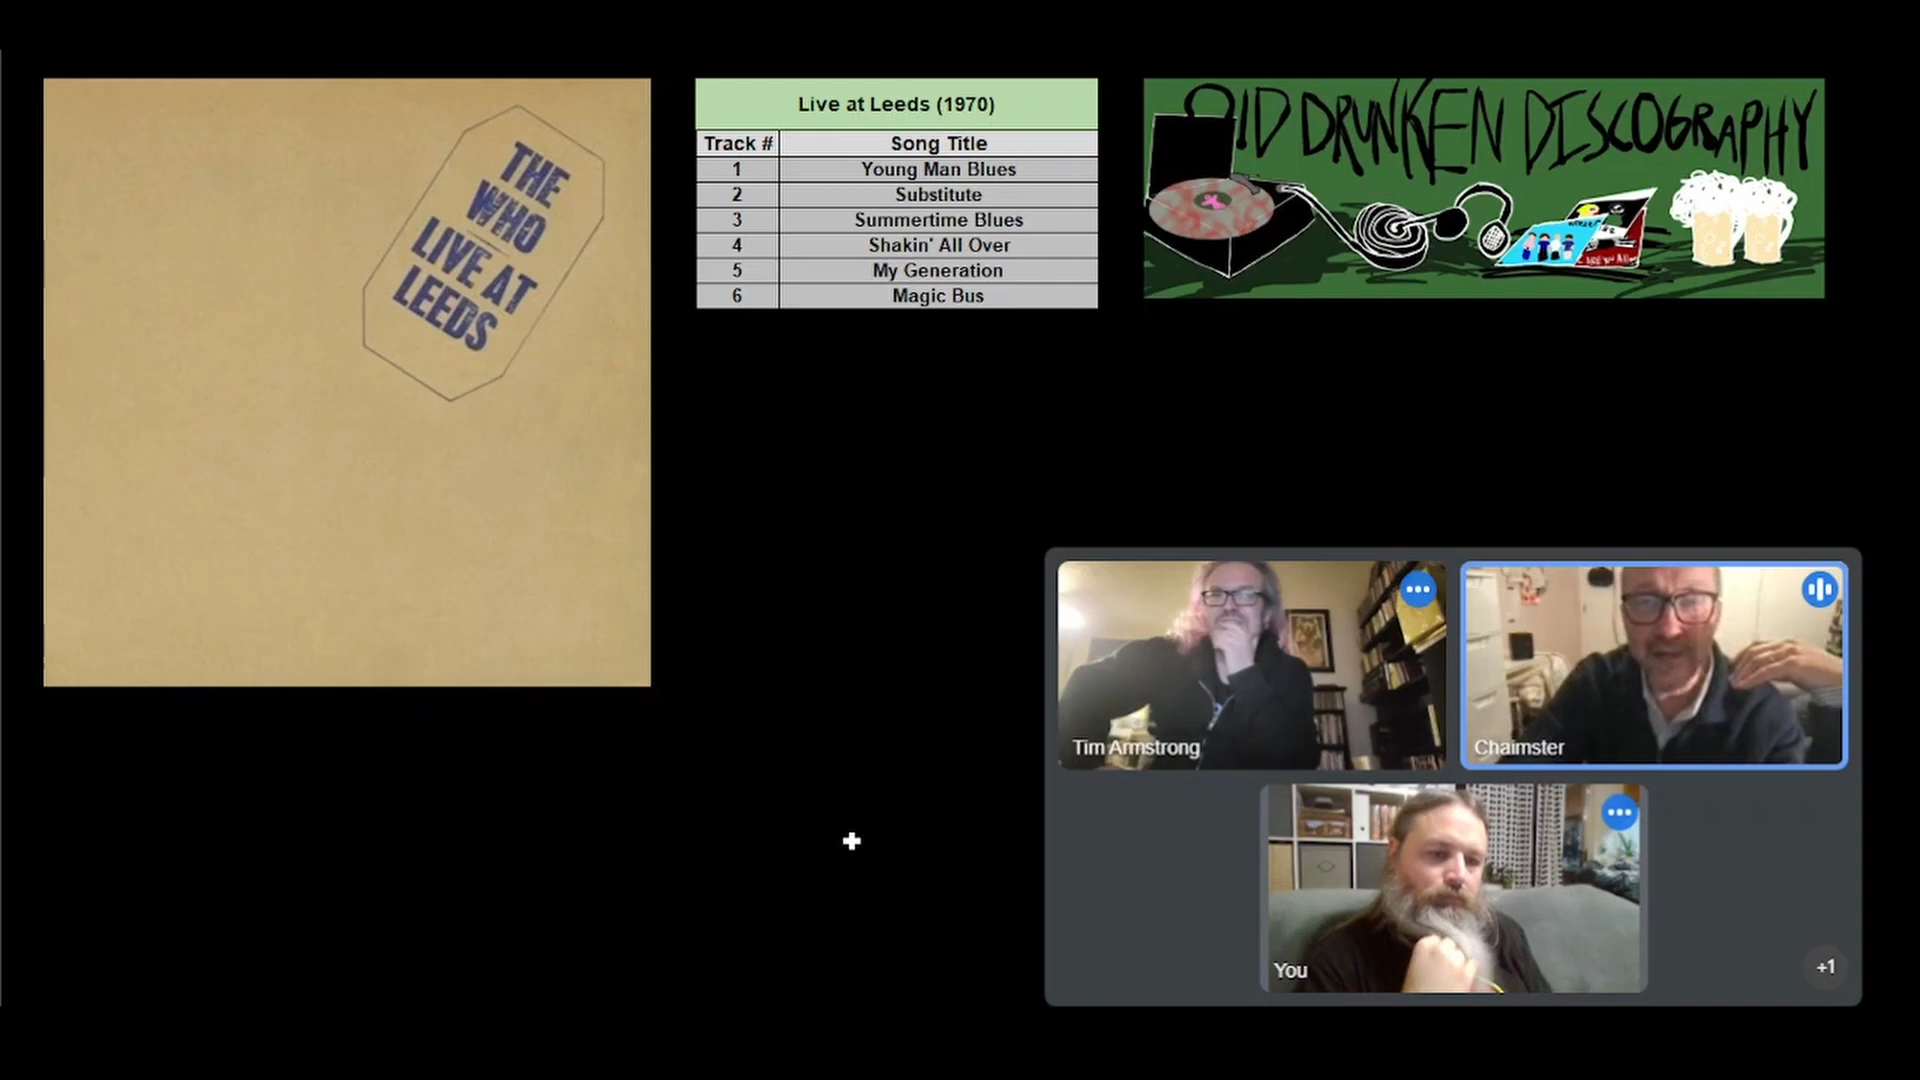 THE
WHO
LIVE AT
LEEDS
Live at Leeds (1970)
Track # Song Title
1 Young Man Blues
2 Substitute
3 Summertime Blues
4 Shakin' All Over
5 My Generation
6 Magic Bus
DRUNKEN DISCOGRAPHY
Tim Armstrong
Chaimster
You
+1